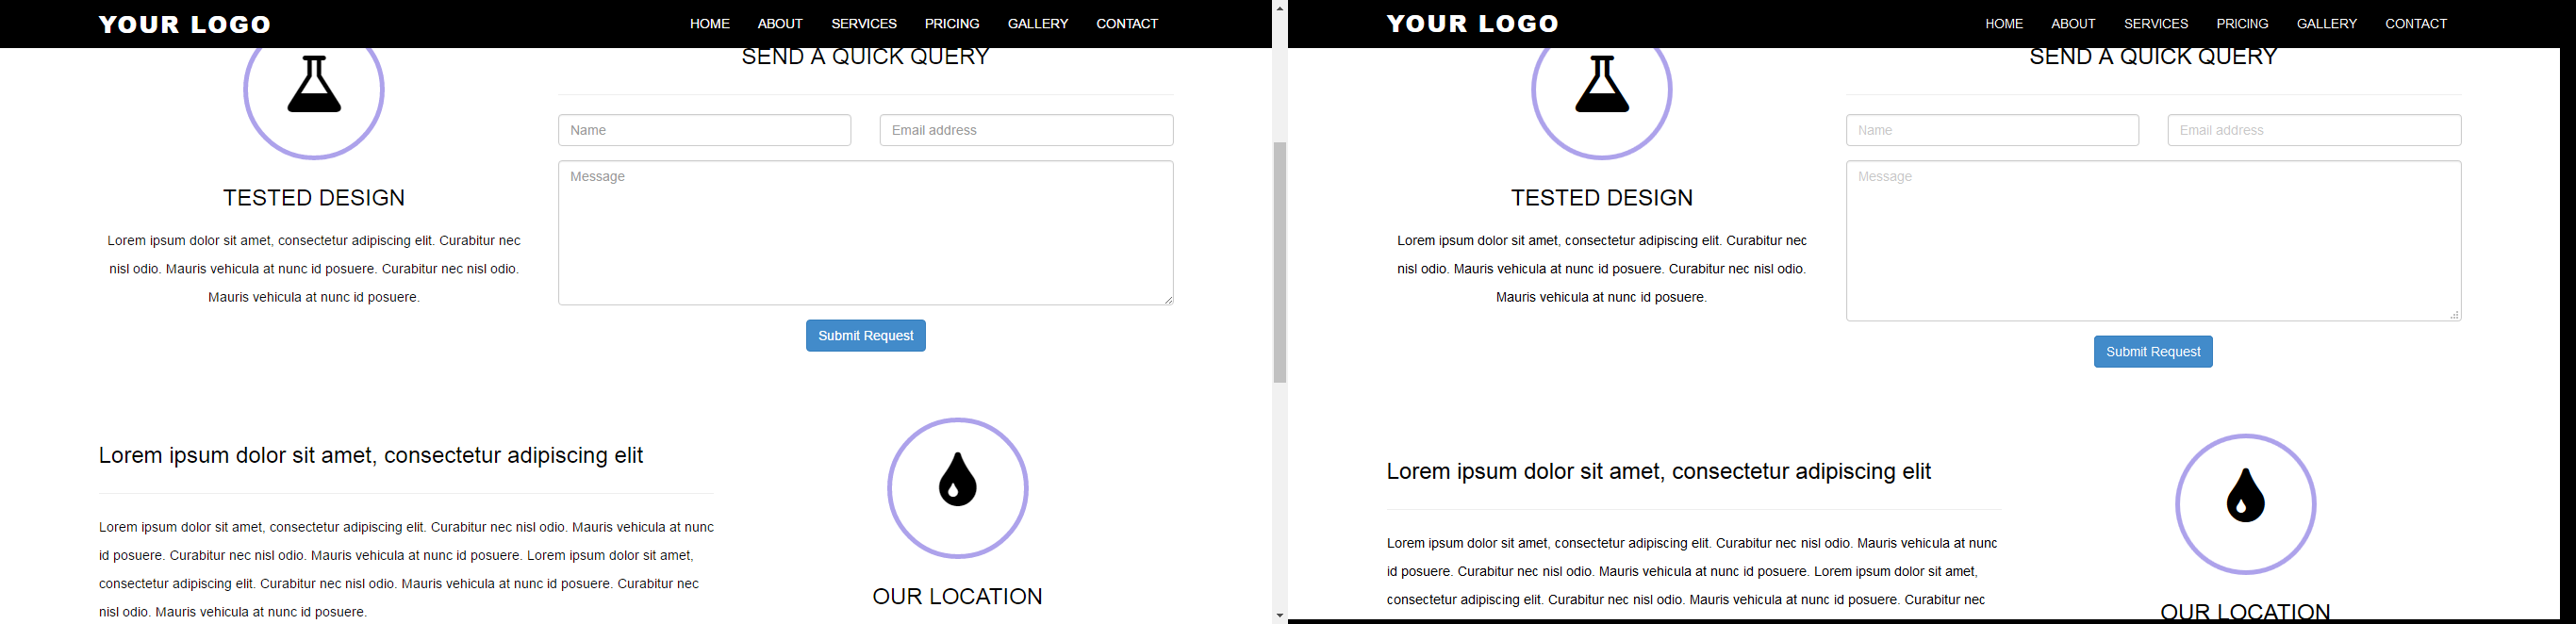 YOUR LOGO HOME ABOUT SERVICES PRICING GALLERY CONTACT
SEND A QUICK QUERY
Name Email address
Message
TESTED DESIGN
Lorem ipsum dolor sit amet, consectetur adipiscing elit. Curabitur nec
nisl odio. Mauris vehicula at nunc id posuere. Curabitur nec nisl odio.
Mauris vehicula at nunc id posuere.
Submit Request
Lorem ipsum dolor sit amet, consectetur adipiscing elit
Lorem ipsum dolor sit amet, consectetur adipiscing elit. Curabitur nec nisl odio. Mauris vehicula at nunc
id posuere. Curabitur nec nisl odio. Mauris vehicula at nunc id posuere. Lorem ipsum dolor sit amet,
consectetur adipiscing elit. Curabitur nec nisl odio. Mauris vehicula at nunc id posuere. Curabitur nec
nisl odio. Mauris vehicula at nunc id posuere.
OUR LOCATION
YOUR LOGO HOME ABOUT SERVICES PRICING GALLERY CONTACT
SEND A QUICK QUERY
Name Email address
Message
TESTED DESIGN
Lorem ipsum dolor sit amet, consectetur adipiscing elit. Curabitur nec
nisl odio. Mauris vehicula at nunc id posuere. Curabitur nec nisl odio.
Mauris vehicula at nunc id posuere.
Submit Request
Lorem ipsum dolor sit amet, consectetur adipiscing elit
Lorem ipsum dolor sit amet, consectetur adipiscing elit. Curabitur nec nisl odio. Mauris vehicula at nunc
id posuere. Curabitur nec nisl odio. Mauris vehicula at nunc id posuere. Lorem ipsum dolor sit amet,
consectetur adipiscing elit. Curabitur nec nisl odio. Mauris vehicula at nunc id posuere. Curabitur nec
OUR LOCATION